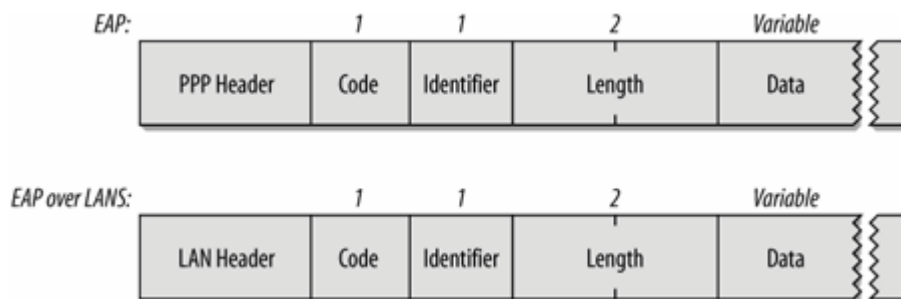 EAP: 1 1 2 Variable
PPP Header Code Identifier Length Data
EAP over LANS: 1 1 2 Variable
LAN Header Code Identifier Length Data